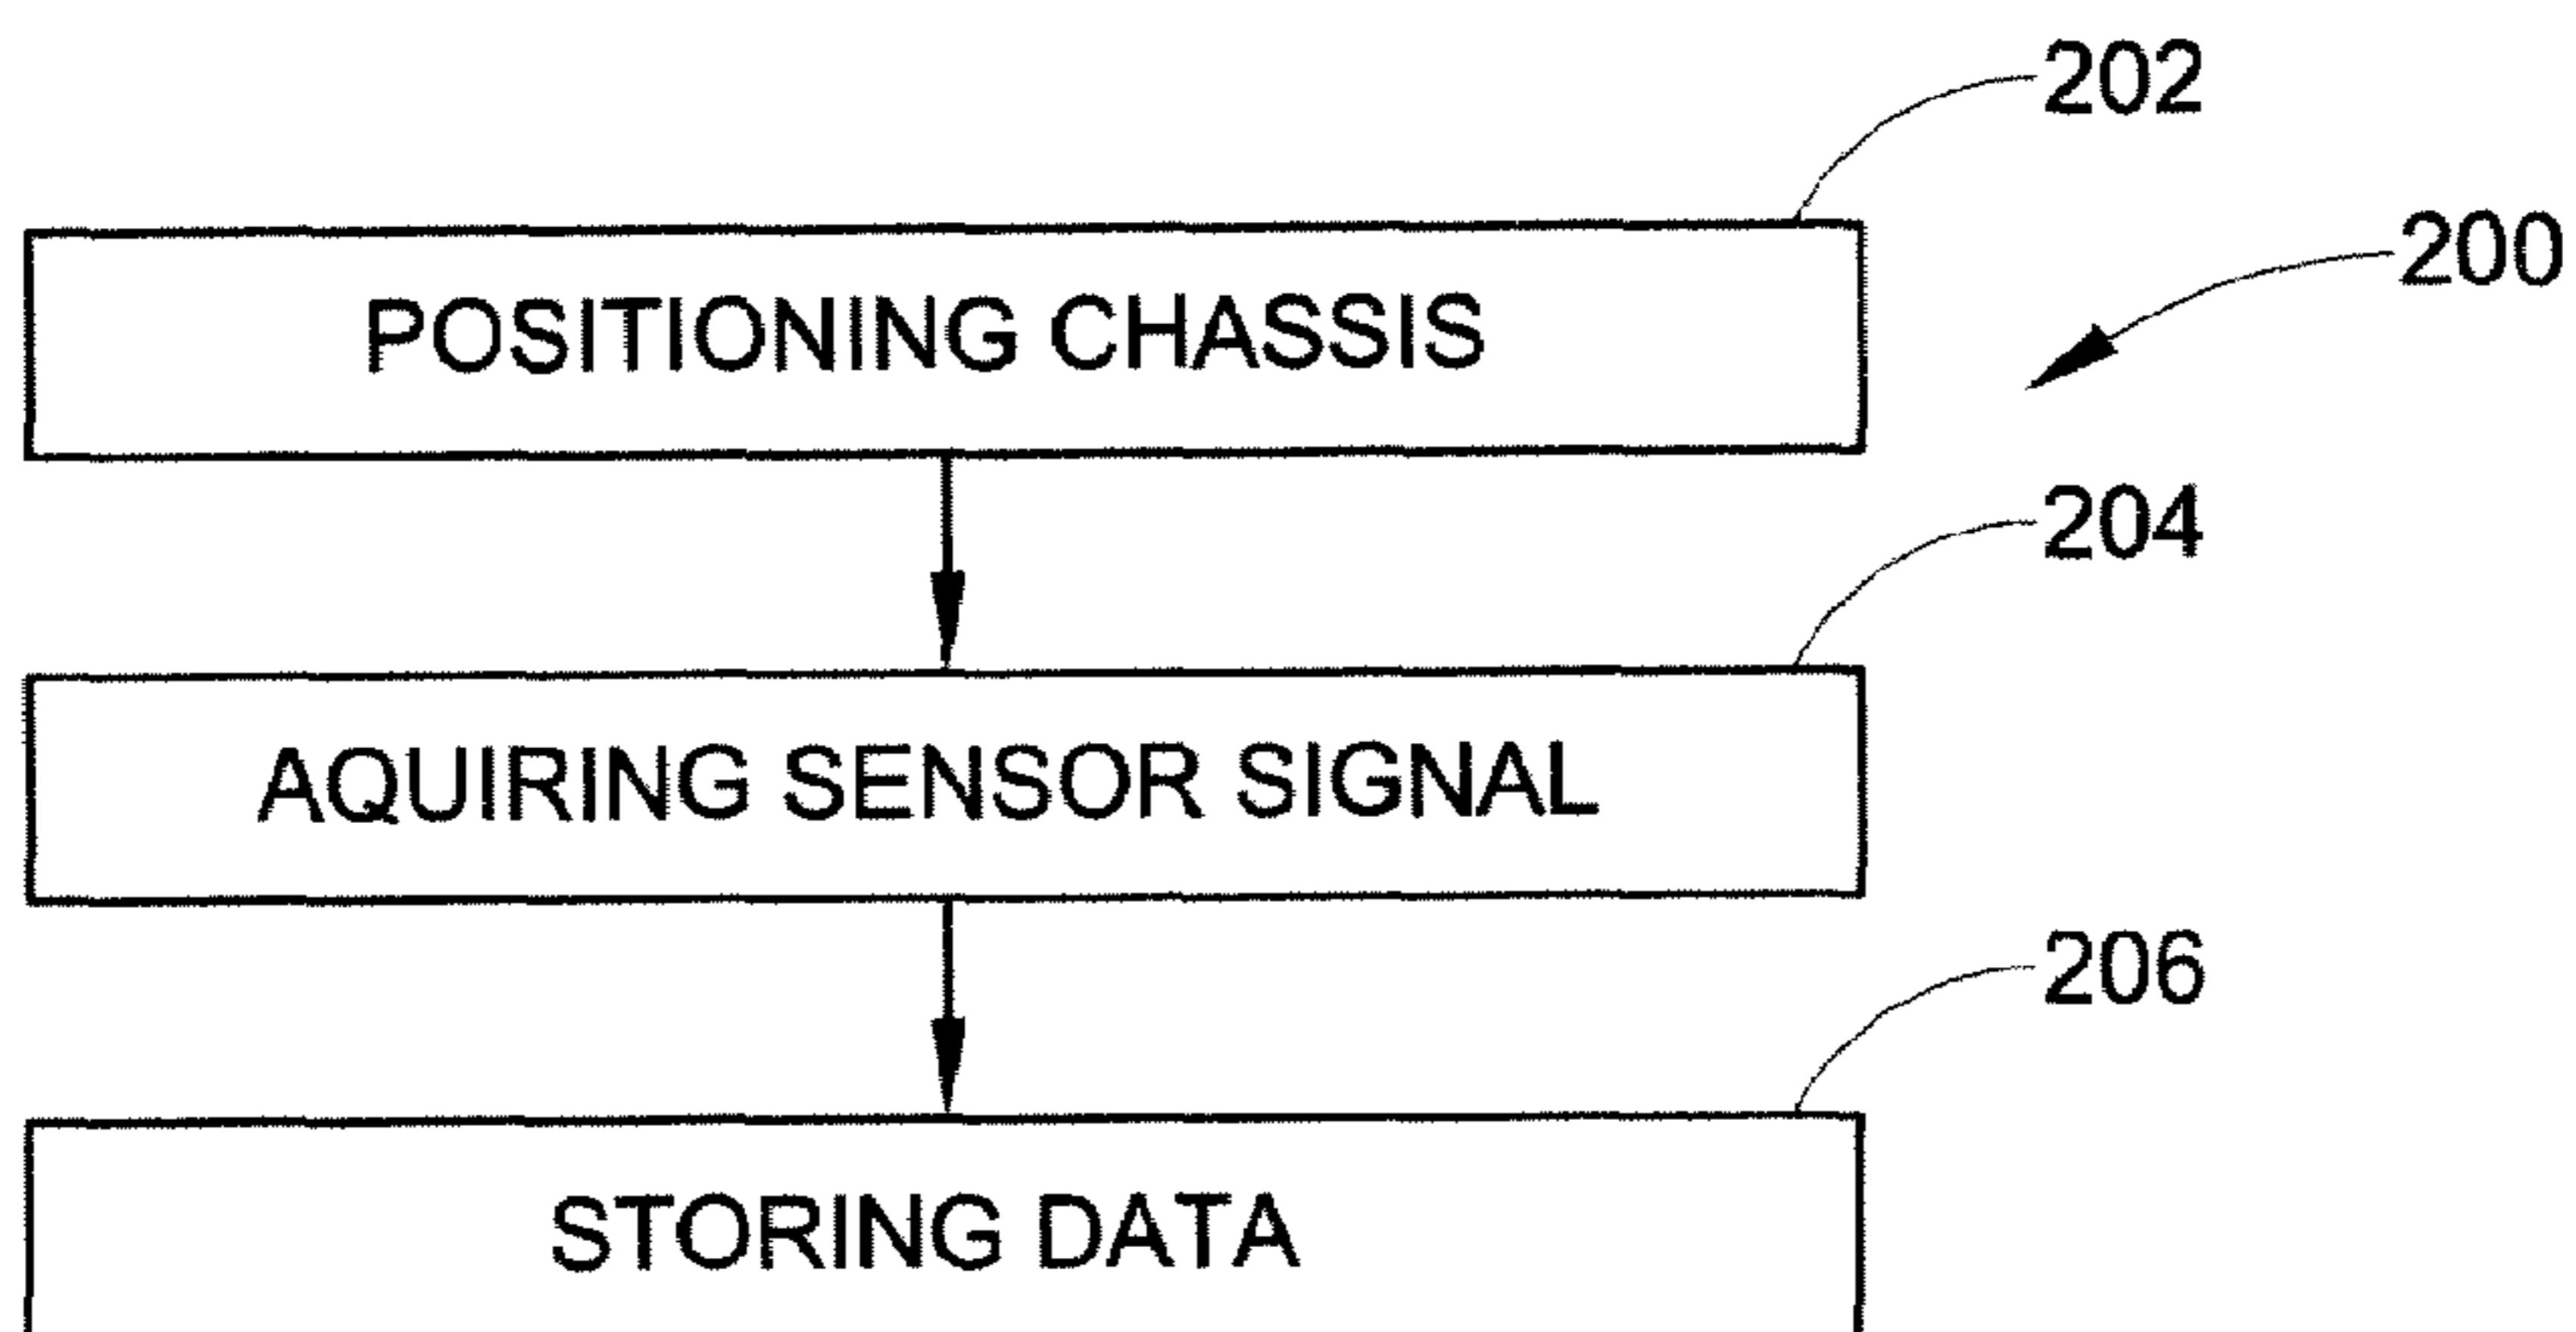 202
200
POSITIONING CHASSIS
204
AQUIRING SENSOR SIGNAL
206
STORING DATA